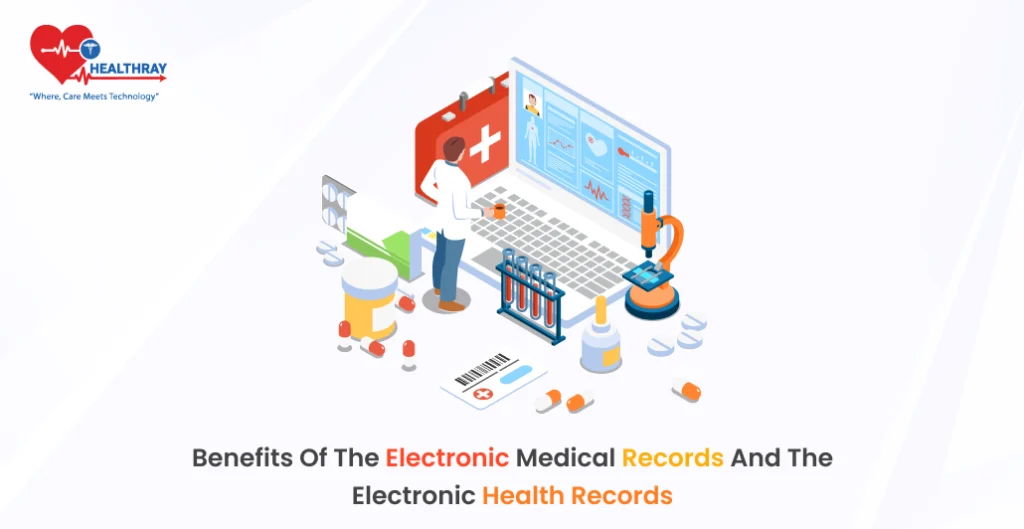 HEALTHRAY
"Where, Care Meets Technology"
Benefits Of The Electronic Medical Records And The
Electronic Health Records